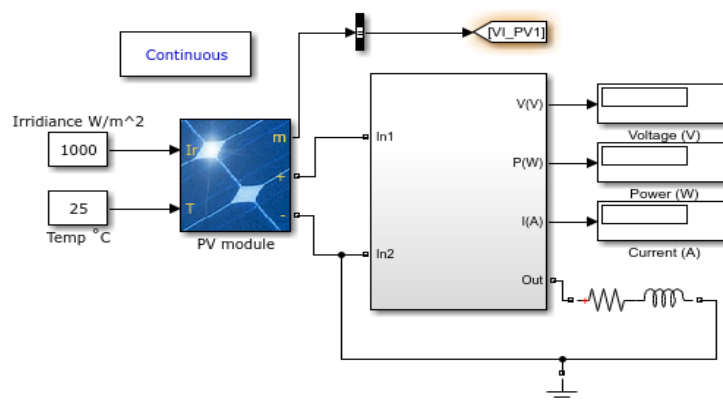 [VI_PV1]
Continuous
Irridiance W/m^2
1000
25
Temp °C
Ir
T
m
+
-
PV module
In1
In2
V(V)
P(W)
I(A)
Out
Voltage (V)
Power (W)
Current (A)
+